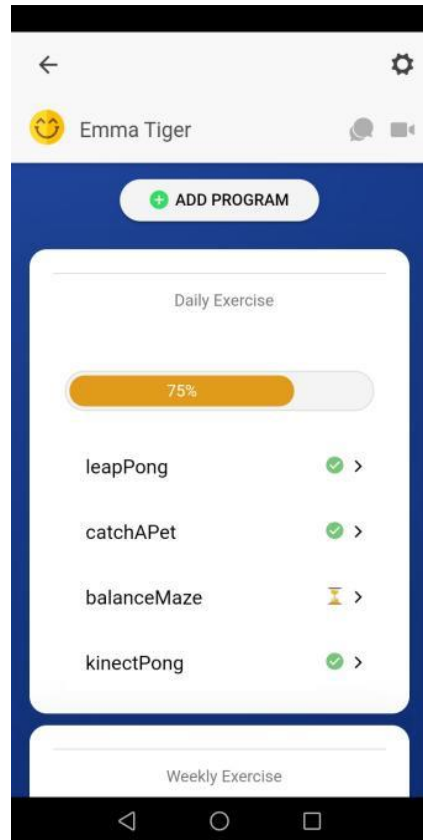 Emma Tiger
ADD PROGRAM
Daily Exercise
75%
leapPong
catchAPet
balanceMaze
kinectPong
Weekly Exercise